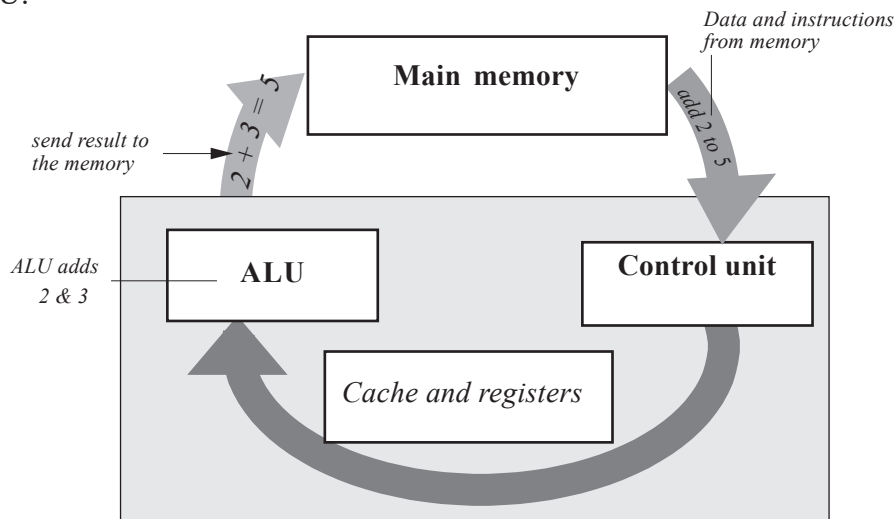 Data and instructions
from memory
Main memory
add 2 to 5
2 + 3 = 5
send result to
the memory
ALU
Control unit
ALU adds
2 & 3
Cache and registers